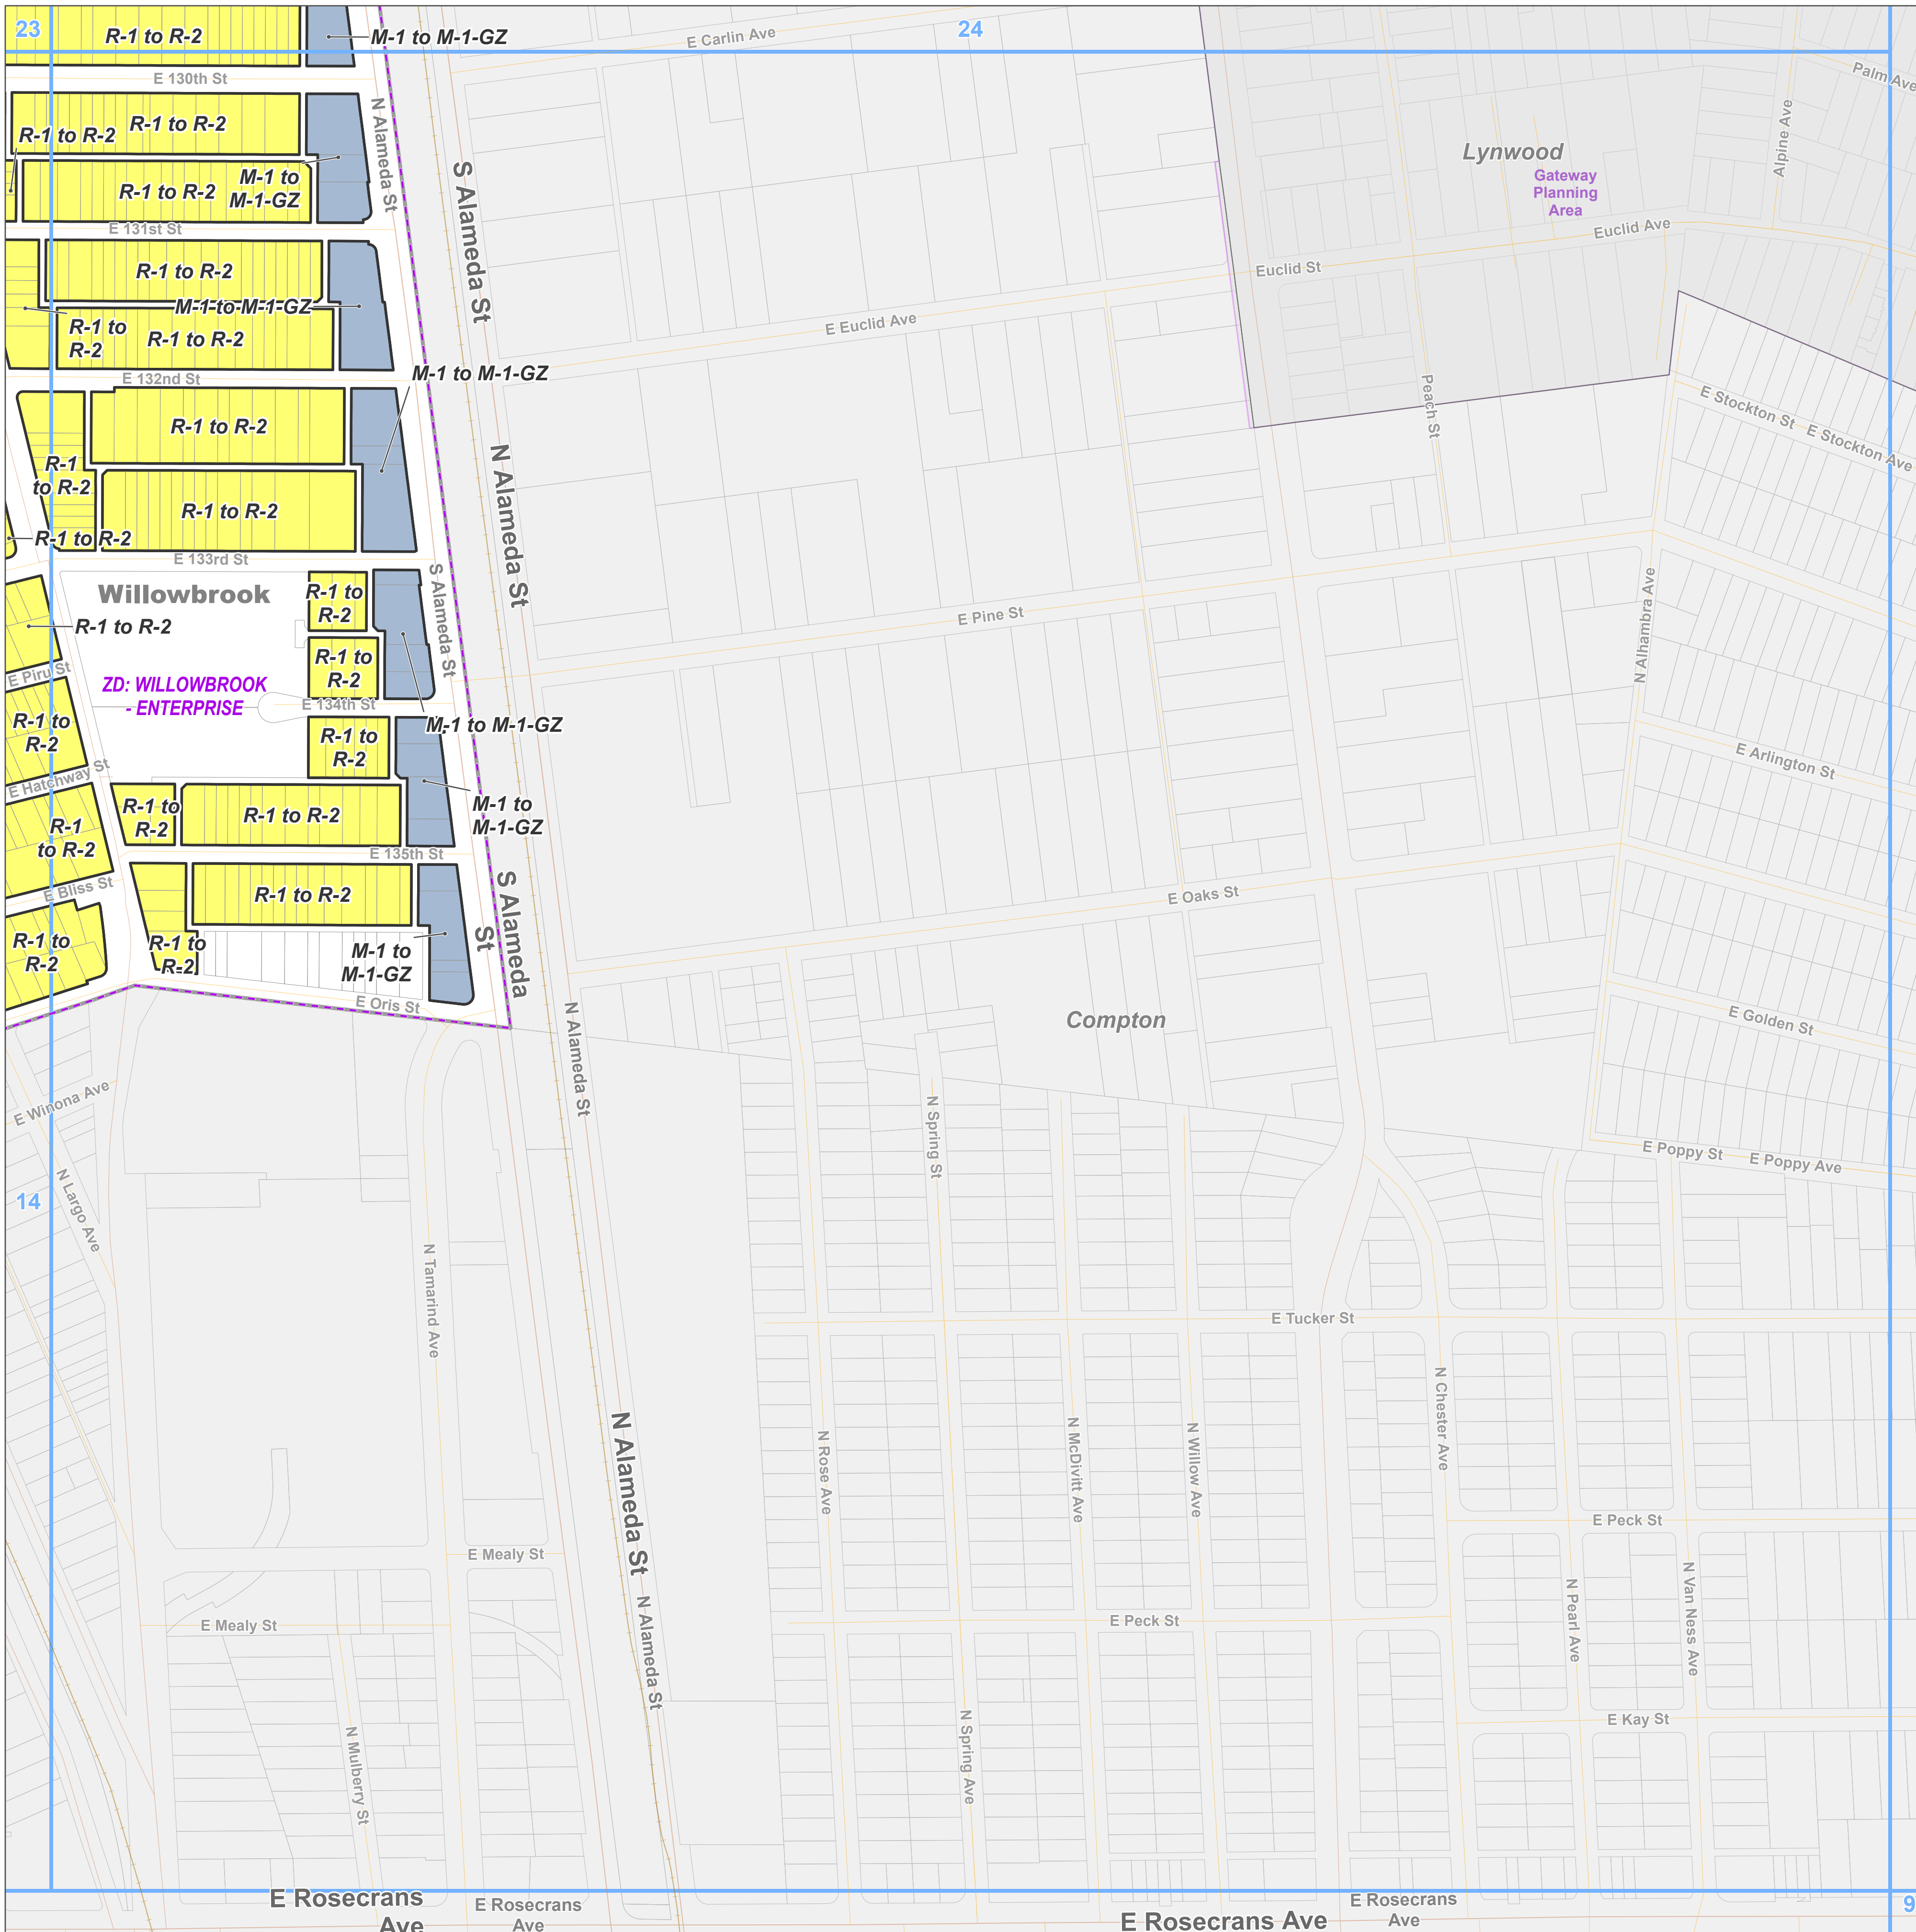 23
R-1 to R-2
M-1 to M-1-GZ
E Carlin Ave
24
Palm Ave
E 130th St
R-1 to R-2
R-1 to R-2
N Alameda St
Alpine Ave
Lynwood
Gateway
Planning
Area
R-1 to R-2
M-1 to
M-1-GZ
S Alameda St
E 131st St
Euclid Ave
Euclid St
R-1 to R-2
M-1 to M-1-GZ
R-1 to
R-2
R-1 to R-2
E Euclid Ave
E 132nd St
M-1 to M-1-GZ
Peach St
E Stockton St
E Stockton Ave
R-1 to R-2
R-1
to R-2
N Alameda St
R-1 to R-2
R-1 to R-2
E 133rd St
Willowbrook
R-1 to
R-2
S Alameda St
E Pine St
N Alhambra Ave
R-1 to R-2
R-1 to
R-2
E Piru St
ZD: WILLOWBROOK
- ENTERPRISE
E 134th St
M-1 to M-1-GZ
R-1 to
R-2
R-1 to
R-2
E Arlington St
E Hatchway St
R-1 to
R-2
R-1 to R-2
M-1 to
M-1-GZ
R-1
to R-2
E 135th St
E Bliss St
R-1 to R-2
S Alameda
St
E Oaks St
R-1 to
R-2
R-1 to
R-2
M-1 to
M-1-GZ
E Oris St
N Alameda St
Compton
E Golden St
E Winona Ave
N Spring St
E Poppy St
E Poppy Ave
14
N Largo Ave
N Tamarind Ave
E Tucker St
N Rose Ave
N McDivitt Ave
N Willow Ave
N Chester Ave
N Alameda St
E Peck St
E Mealy St
N Pearl Ave
N Van Ness Ave
E Mealy St
N Alameda St
E Peck St
N Mulberry St
N Spring Ave
E Kay St
E Rosecrans
Ave
E Rosecrans
Ave
E Rosecrans Ave
E Rosecrans
Ave
9